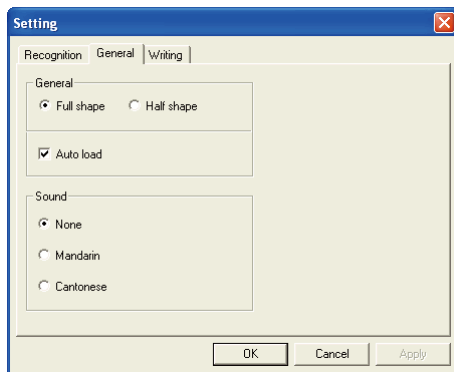 Setting
Recognition General Writing
General
Full shape Half shape
Auto load
Sound
None
Mandarin
Cantonese
OK Cancel Apply